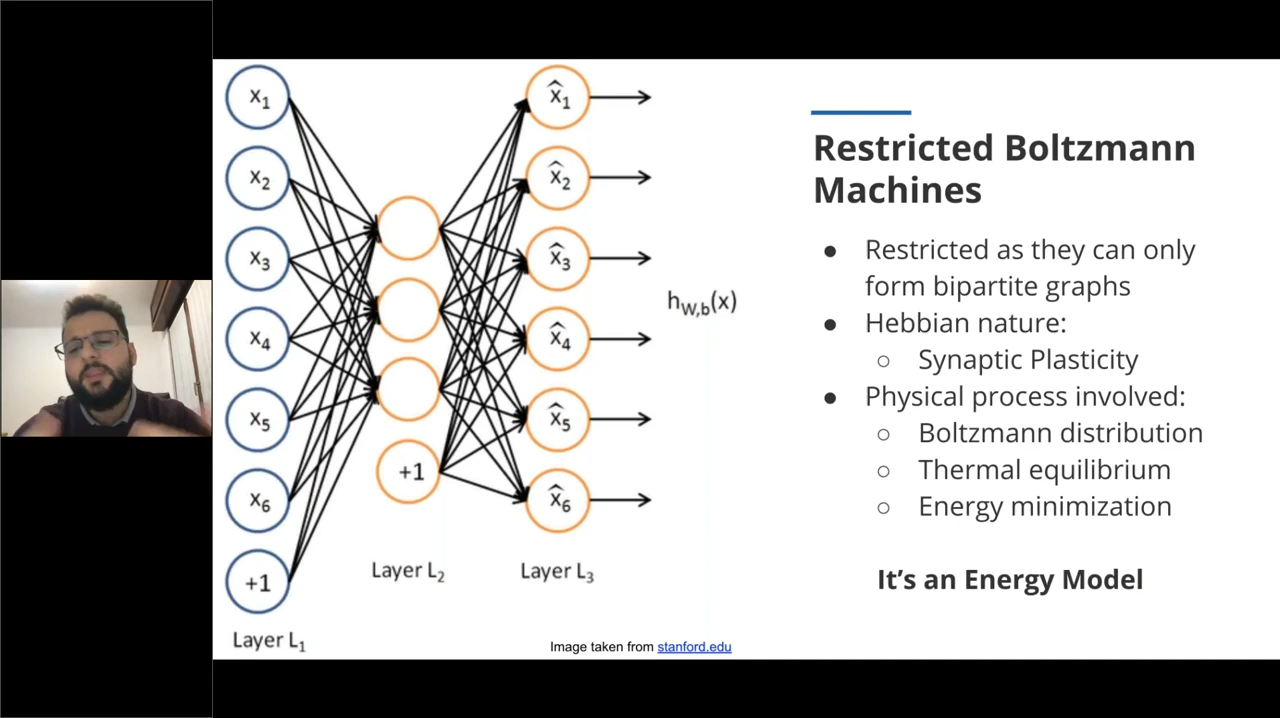 x1
x2
x3
x4
x5
x6
+1
Layer L1
+1
Layer L2
x̂1
x̂2
x̂3
x̂4
x̂5
x̂6
Layer L3
hW,b(x)
Image taken from stanford.edu
Restricted Boltzmann
Machines
● Restricted as they can only
form bipartite graphs
● Hebbian nature:
○ Synaptic Plasticity
● Physical process involved:
○ Boltzmann distribution
○ Thermal equilibrium
○ Energy minimization
It’s an Energy Model